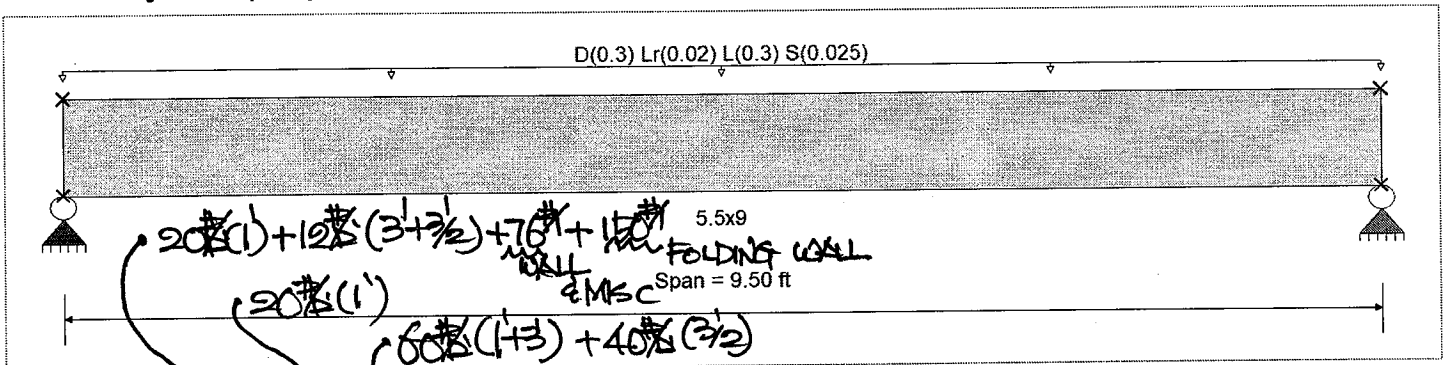 D(0.3) Lr(0.02) L(0.3) S(0.025)
20#/s'(1') + 12#/s'(3'+3'/2) + 76#/' + 150#/' 5.5x9
WALL & MISC FOLDING WALL
Span = 9.50 ft
20#/s'(1')
60#/s'(1'+3') + 40#/s'(3'/2)